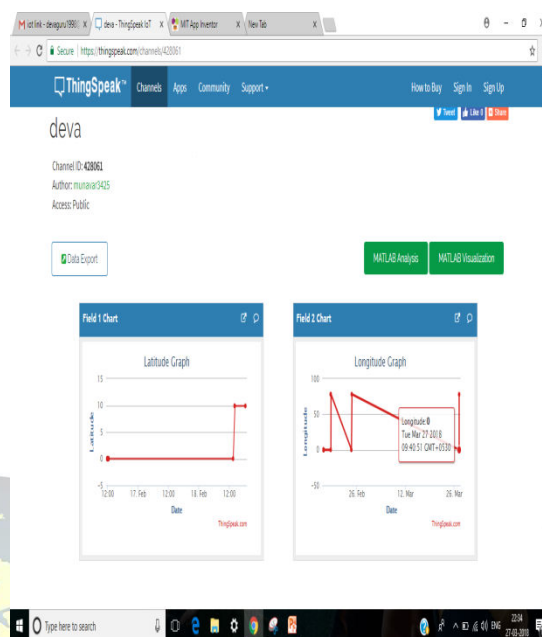 iot link - devaguru1998( X
deva - ThingSpeak IoT X
MIT App Inventor X
New Tab X
Secure | https://thingspeak.com/channels/428061
ThingSpeak™ Channels Apps Community Support How to Buy Sign In Sign Up
Tweet Like 0 Share
deva
Channel ID: 428061
Author: munavar3425
Access: Public
Data Export MATLAB Analysis MATLAB Visualization
Field 1 Chart
Latitude Graph
15
10
5
0
-5
Latitude
12:00 17. Feb 12:00 18. Feb 12:00
Date
ThingSpeak.com
Field 2 Chart
Longitude Graph
100
50
0
-50
Longitude
Longitude: 0
Tue Mar 27 2018
09:40:51 GMT+0530
26. Feb 12. Mar 26. Mar
Date
ThingSpeak.com
Type here to search
ENG
22:04
27-03-2018